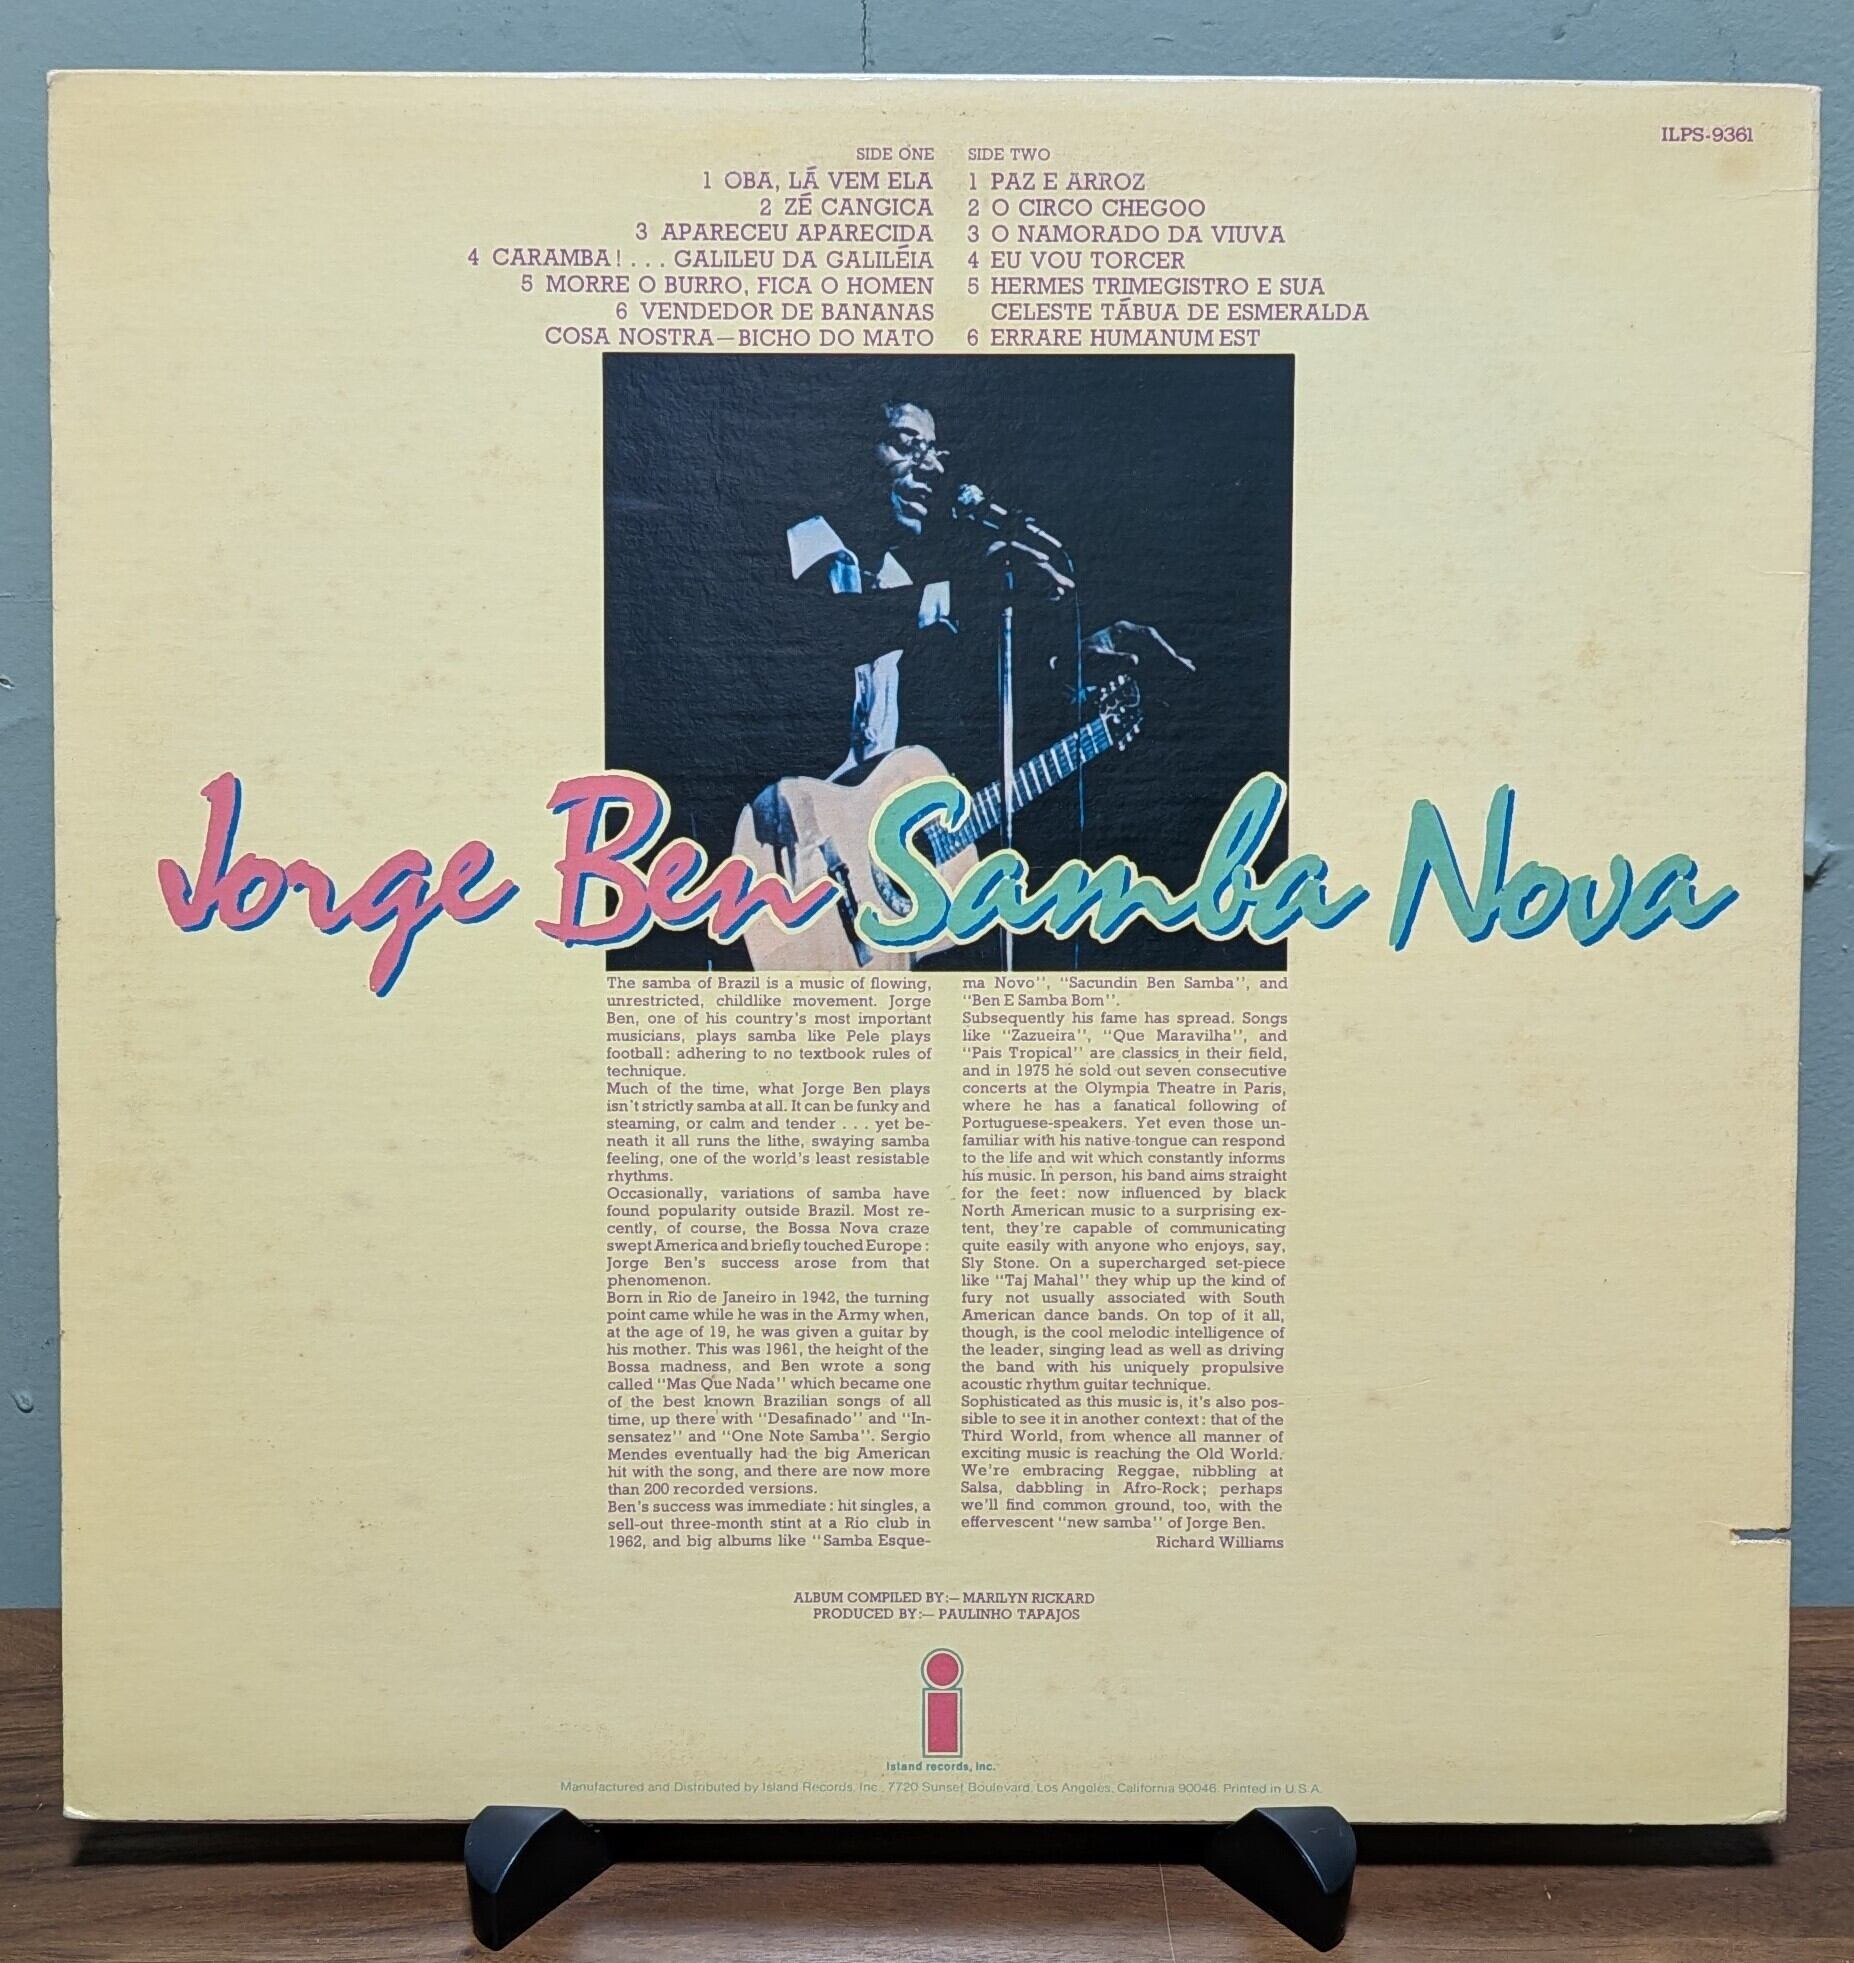 ILPS-9361
SIDE ONE
1 OBA, LÁ VEM ELA
2 ZÉ CANGICA
3 APARECEU APARECIDA
4 CARAMBA! . . . GALILEU DA GALILÉIA
5 MORRE O BURRO, FICA O HOMEN
6 VENDEDOR DE BANANAS
COSA NOSTRA—BICHO DO MATO
SIDE TWO
1 PAZ E ARROZ
2 O CIRCO CHEGOO
3 O NAMORADO DA VIUVA
4 EU VOU TORCER
5 HERMES TRIMEGISTRO E SUA
CELESTE TÁBUA DE ESMERALDA
6 ERRARE HUMANUM EST
Jorge Ben Samba Nova
The samba of Brazil is a music of flowing,
unrestricted, childlike movement. Jorge
Ben, one of his country's most important
musicians, plays samba like Pele plays
football: adhering to no textbook rules of
technique.
Much of the time, what Jorge Ben plays
isn't strictly samba at all. It can be funky and
steaming, or calm and tender . . . yet be-
neath it all runs the lithe, swaying samba
feeling, one of the world's least resistable
rhythms.
Occasionally, variations of samba have
found popularity outside Brazil. Most re-
cently, of course, the Bossa Nova craze
swept America and briefly touched Europe:
Jorge Ben's success arose from that
phenomenon.
Born in Rio de Janeiro in 1942, the turning
point came while he was in the Army when,
at the age of 19, he was given a guitar by
his mother. This was 1961, the height of the
Bossa madness, and Ben wrote a song
called "Mas Que Nada" which became one
of the best known Brazilian songs of all
time, up there with "Desafinado" and "In-
sensatez" and "One Note Samba". Sergio
Mendes eventually had the big American
hit with the song, and there are now more
than 200 recorded versions.
Ben's success was immediate: hit singles, a
sell-out three-month stint at a Rio club in
1962, and big albums like "Samba Esque-
ma Novo", "Sacundin Ben Samba", and
"Ben E Samba Bom".
Subsequently his fame has spread. Songs
like "Zazueira", "Que Maravilha", and
"Pais Tropical" are classics in their field,
and in 1975 he sold out seven consecutive
concerts at the Olympia Theatre in Paris,
where he has a fanatical following of
Portuguese-speakers. Yet even those un-
familiar with his native tongue can respond
to the life and wit which constantly informs
his music. In person, his band aims straight
for the feet: now influenced by black
North American music to a surprising ex-
tent, they're capable of communicating
quite easily with anyone who enjoys, say,
Sly Stone. On a supercharged set-piece
like "Taj Mahal" they whip up the kind of
fury not usually associated with South
American dance bands. On top of it all,
though, is the cool melodic intelligence of
the leader, singing lead as well as driving
the band with his uniquely propulsive
acoustic rhythm guitar technique.
Sophisticated as this music is, it's also pos-
sible to see it in another context: that of the
Third World, from whence all manner of
exciting music is reaching the Old World.
We're embracing Reggae, nibbling at
Salsa, dabbling in Afro-Rock; perhaps
we'll find common ground, too, with the
effervescent "new samba" of Jorge Ben.
Richard Williams
ALBUM COMPILED BY:— MARILYN RICKARD
PRODUCED BY:— PAULINHO TAPAJOS
i
island records, inc.
Manufactured and Distributed by Island Records, Inc., 7720 Sunset Boulevard, Los Angeles, California 90046. Printed in U.S.A.